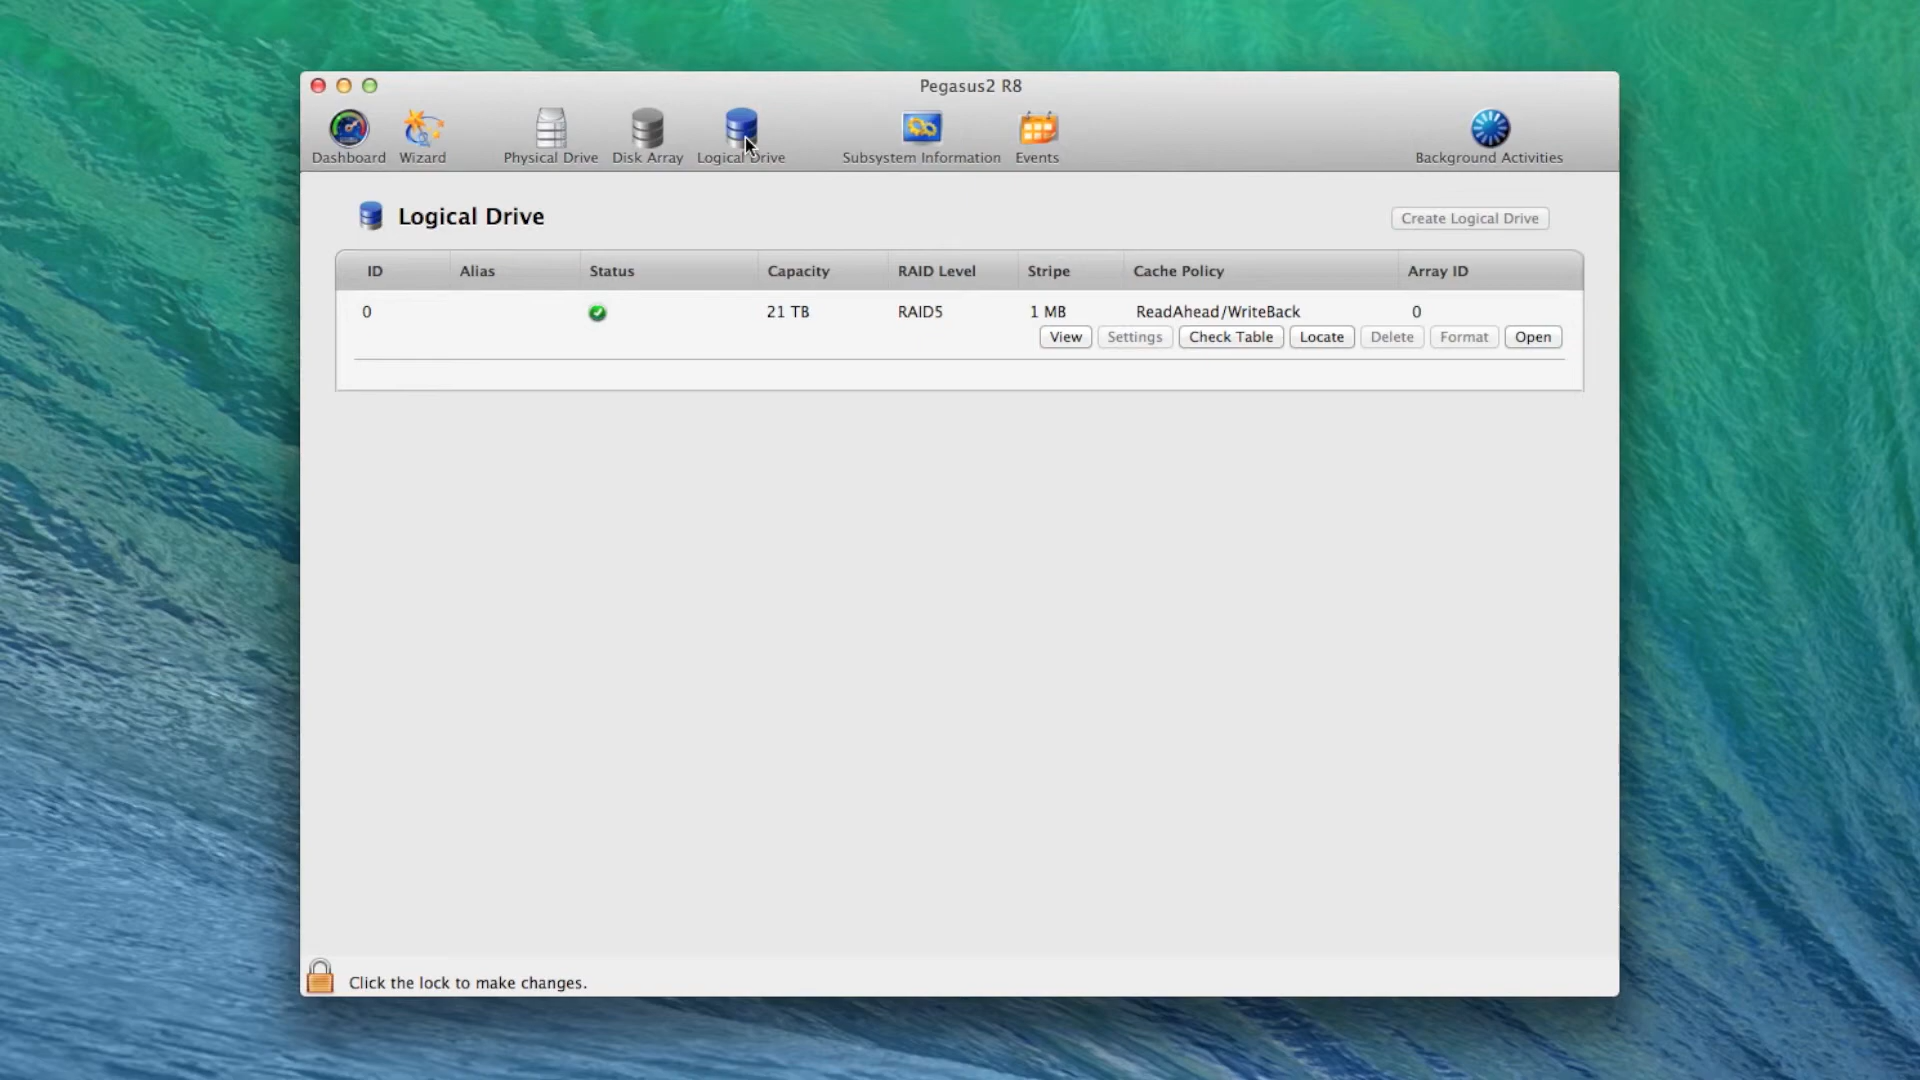 Pegasus2 R8
Dashboard Wizard Physical Drive Disk Array Logical Drive Subsystem Information Events Background Activities
Logical Drive Create Logical Drive
ID Alias Status Capacity RAID Level Stripe Cache Policy Array ID
0 21 TB RAID5 1 MB ReadAhead/WriteBack 0
View Settings Check Table Locate Delete Format Open
Click the lock to make changes.